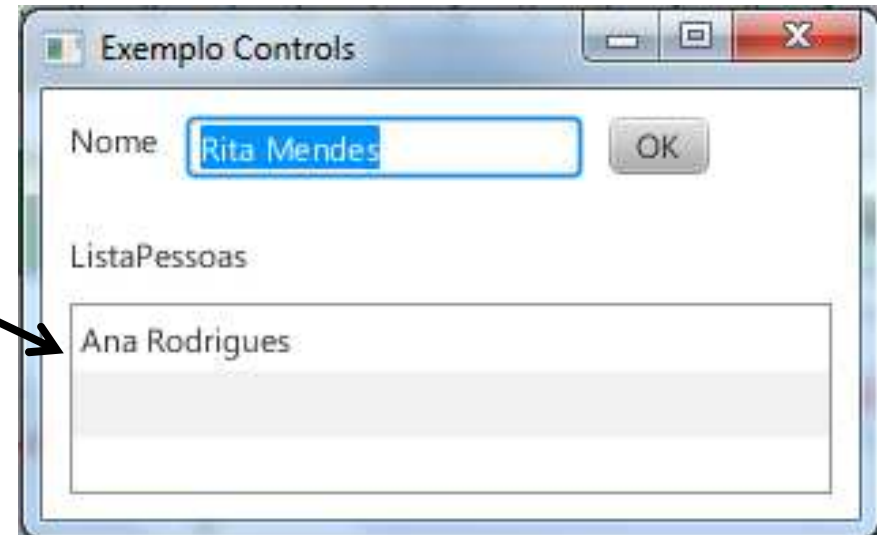 Exemplo Controls
Nome Rita Mendes OK
ListaPessoas
Ana Rodrigues